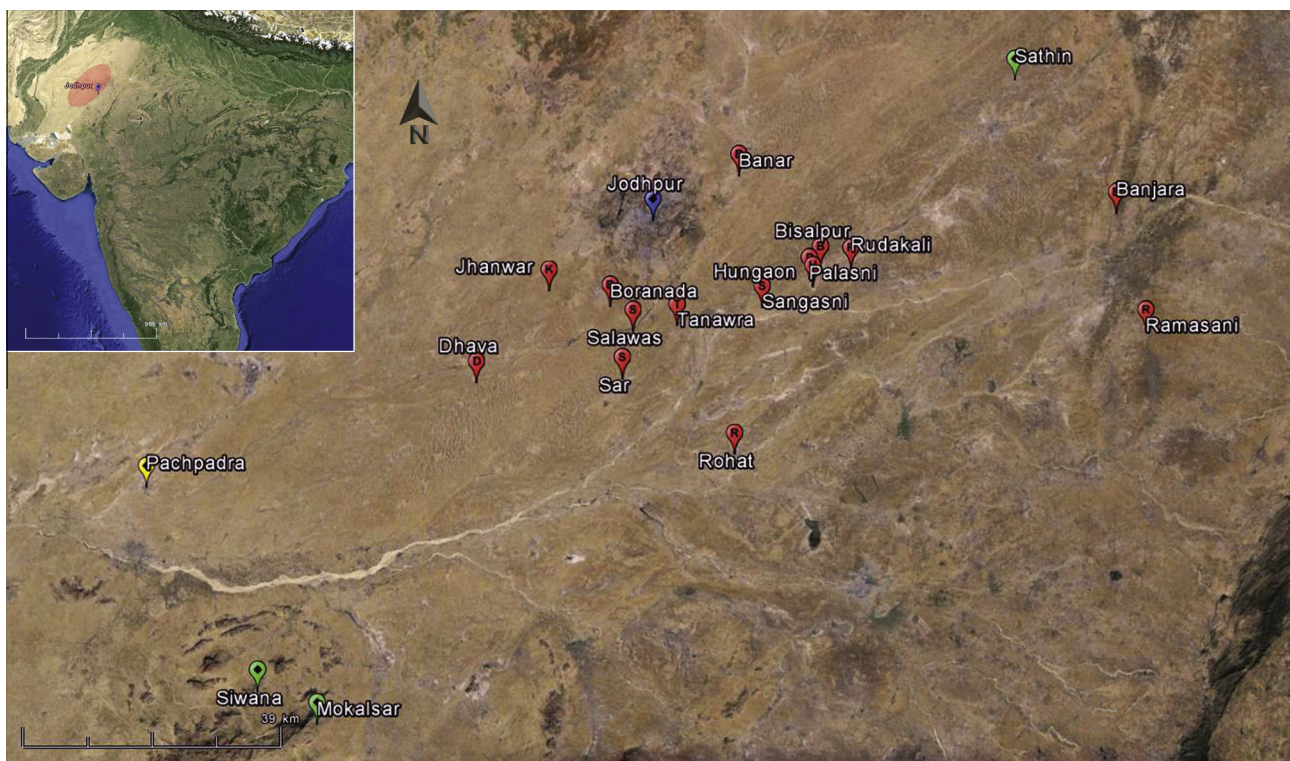 Jodhpur
N
Sathin
Banar
Jodhpur
Banjara
Bisalpur
Rudakali
Jhanwar
K
Hungaon
Palasni
B
Boranada
S
Sangasni
S
Tanawra
R
Ramasani
Salawas
Dhava
D
S
Sar
R
Rohat
Pachpadra
Siwana
Mokalsar
39 km